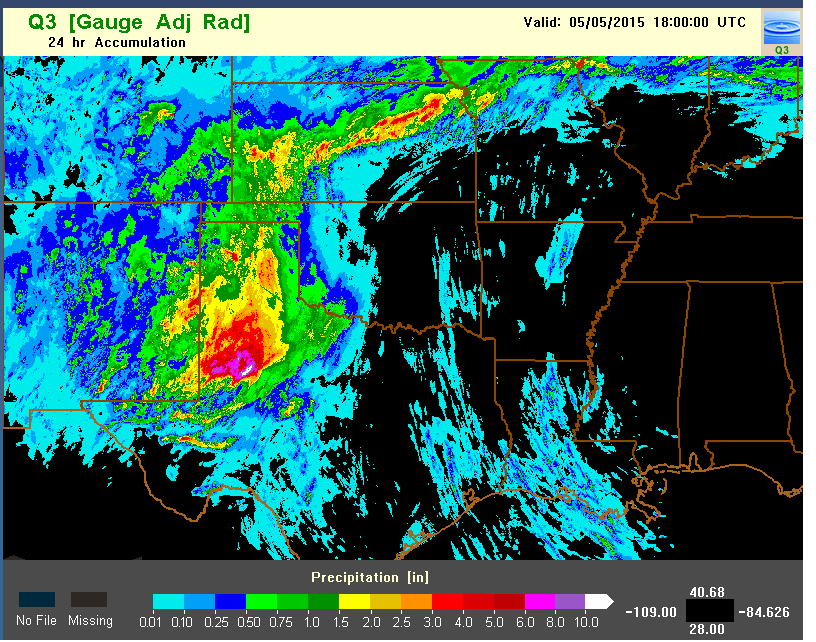 Q3 [Gauge Adj Rad]
24 hr Accumulation
Valid: 05/05/2015 18:00:00 UTC
Q3
Precipitation [in]
No File
Missing
0.01 0.10 0.25 0.50 0.75 1.0 1.5 2.0 2.5 3.0 4.0 5.0 6.0 8.0 10.0
40.68
-109.00
-84.626
28.00